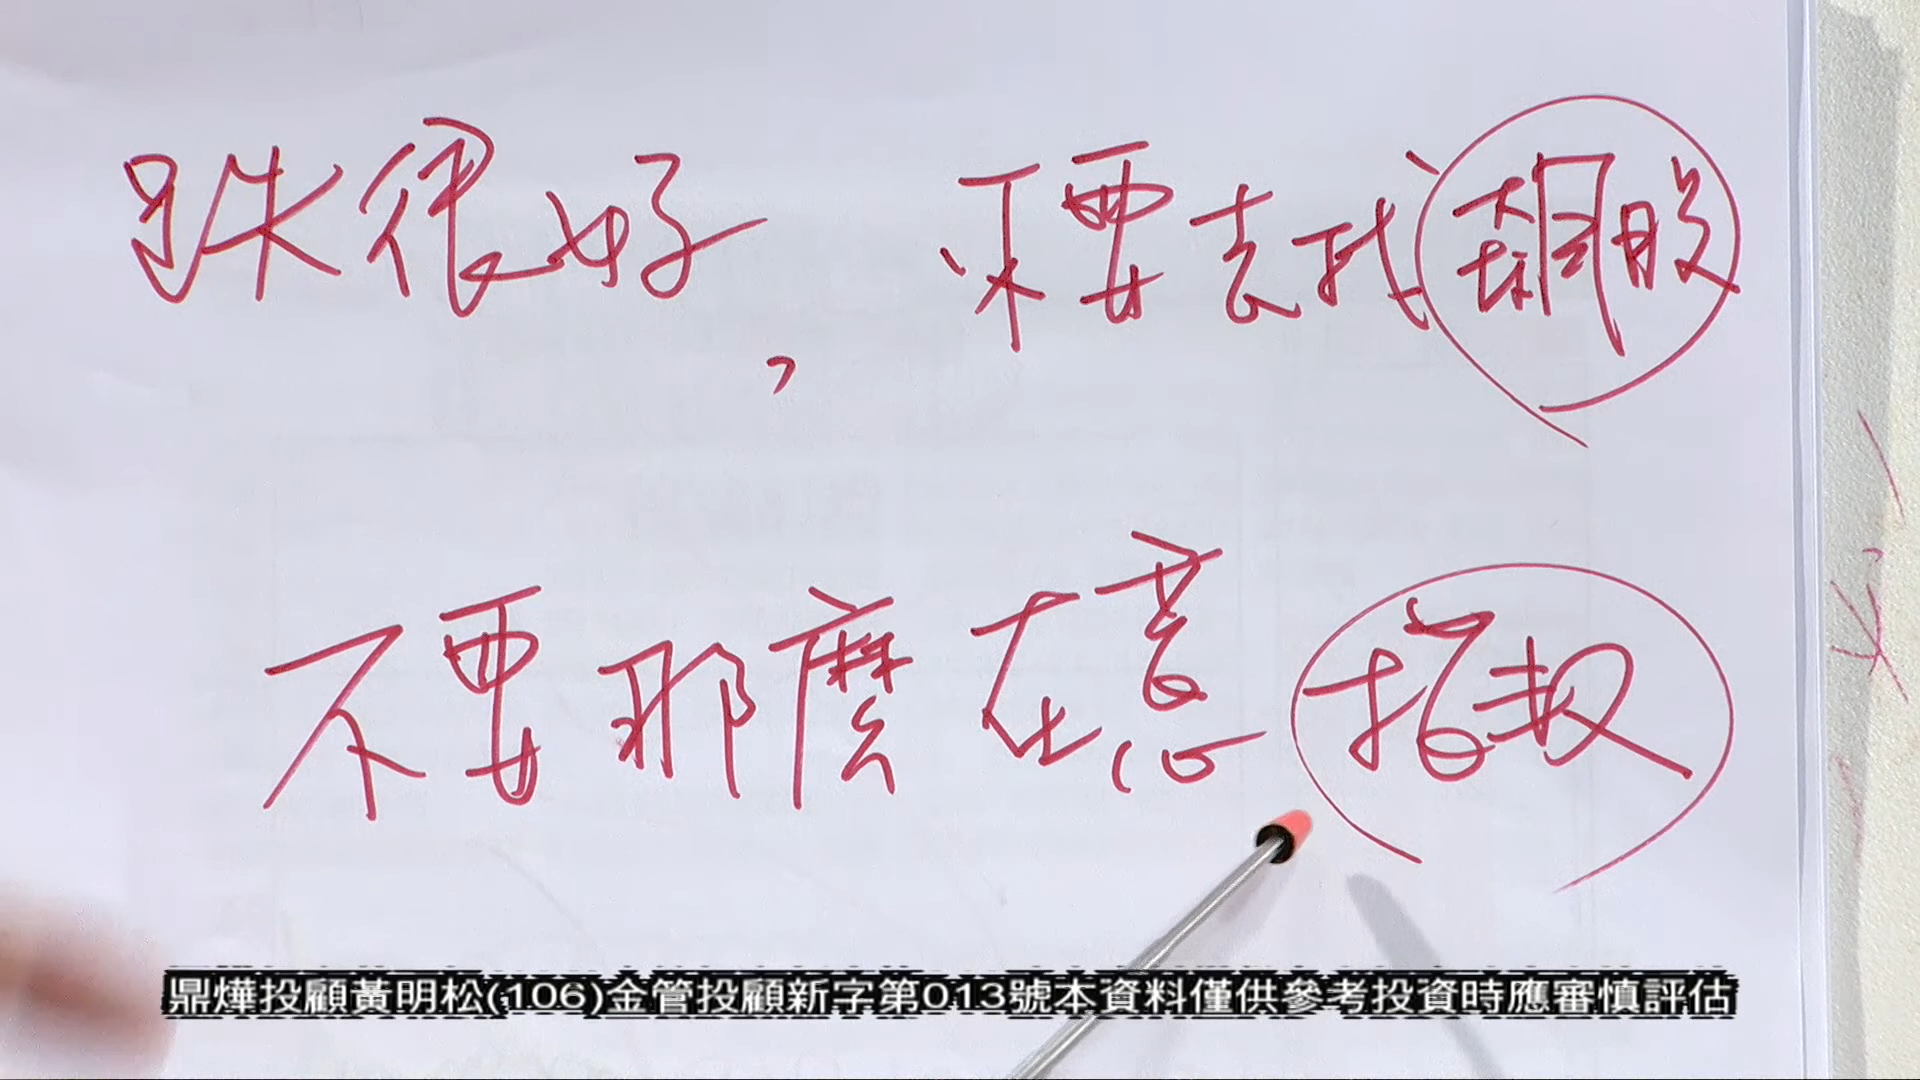 跌很好, 要去找飆股
不要那麼在意指數
鼎燁投顧黃明松(106)金管投顧新字第013號本資料僅供參考投資時應審慎評估